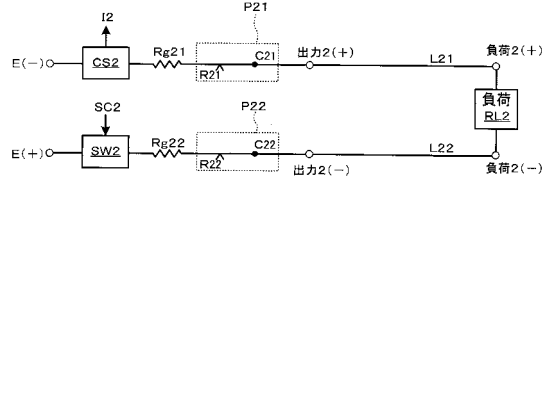 P21
I2
E(-)
CS2
Rg21
R21
C21
出力2(+)
L21
負荷2(+)
負荷
RL2
SC2
P22
E(+)
SW2
Rg22
R22
C22
出力2(-)
L22
負荷2(-)